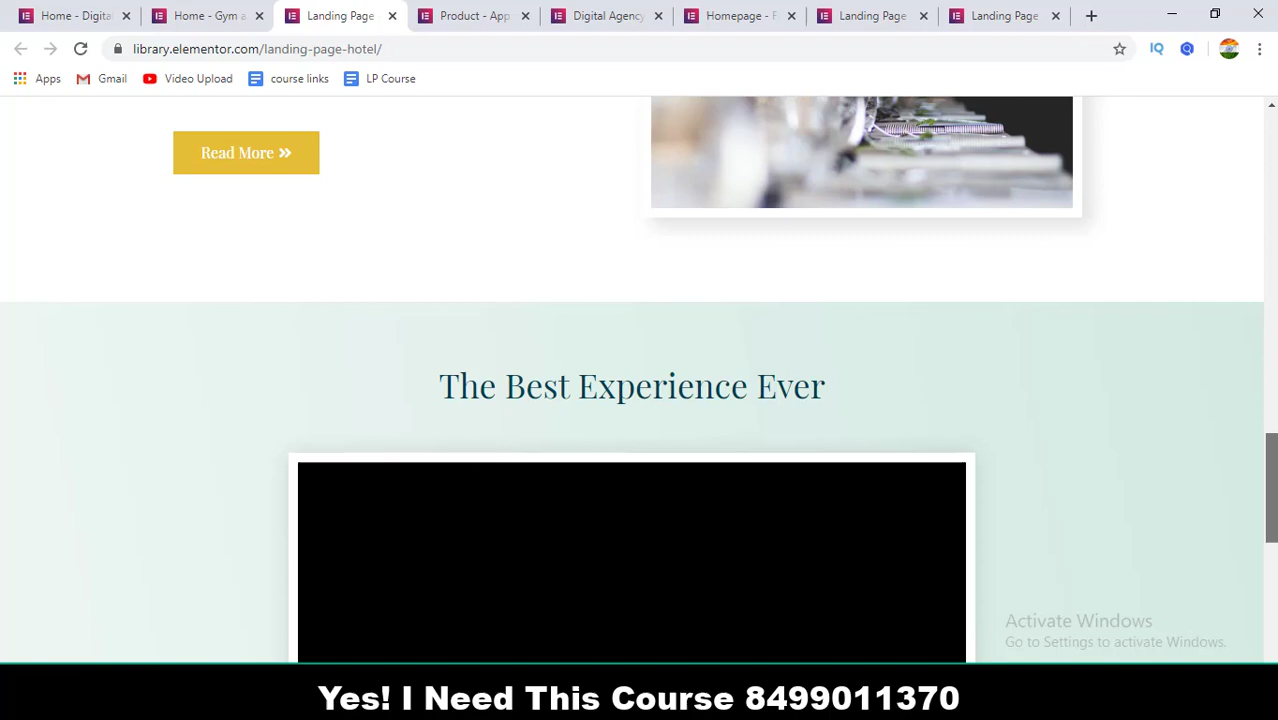 Home - Digital
Home - Gym a
Landing Page
Product - App
Digital Agency
Homepage - F
Landing Page
Landing Page
library.elementor.com/landing-page-hotel/
IQ
Apps
Gmail
Video Upload
course links
LP Course
Read More »
The Best Experience Ever
Activate Windows
Go to Settings to activate Windows.
Yes! I Need This Course 8499011370